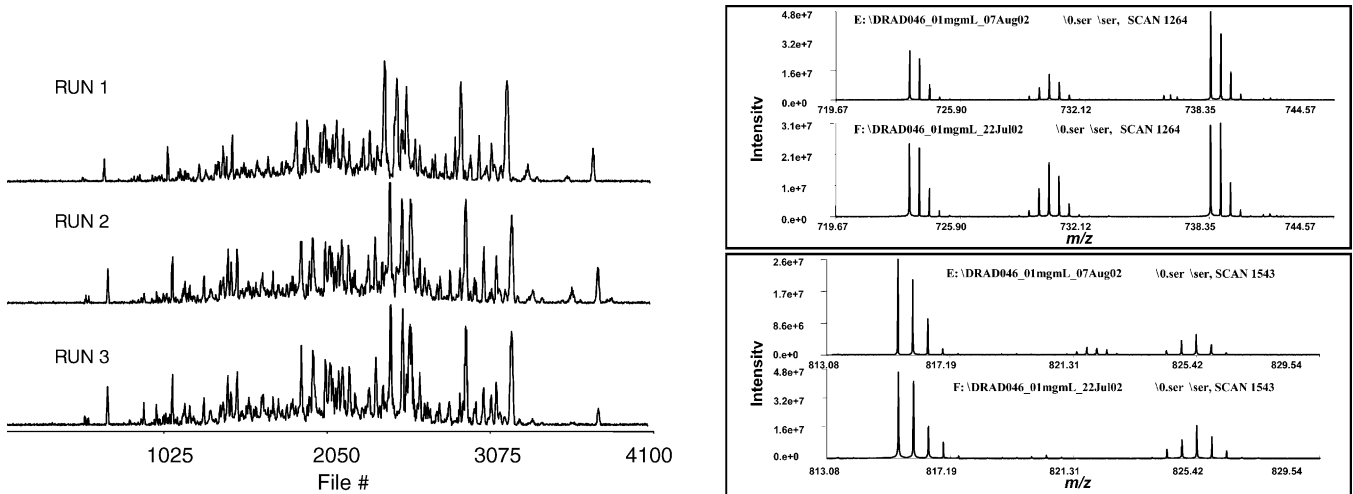 RUN 1
RUN 2
RUN 3
1025 2050 3075 4100
File #
4.8e+7 E: \DRAD046_01mgmL_07Aug02 \0.ser \ser, SCAN 1264
3.2e+7
1.6e+7
0.e+0
719.67 725.90 732.12 738.35 744.57
Intensity
3.1e+7 F: \DRAD046_01mgmL_22Jul02 \0.ser \ser, SCAN 1264
2.1e+7
1.0e+7
0.e+0
719.67 725.90 732.12 738.35 744.57
m/z
2.6e+7 E: \DRAD046_01mgmL_07Aug02 \0.ser \ser, SCAN 1543
1.7e+7
8.6e+6
0.e+0
813.08 817.19 821.31 825.42 829.54
Intensity
4.8e+7 F: \DRAD046_01mgmL_22Jul02 \0.ser \ser, SCAN 1543
3.2e+7
1.6e+7
0.e+0
813.08 817.19 821.31 825.42 829.54
m/z